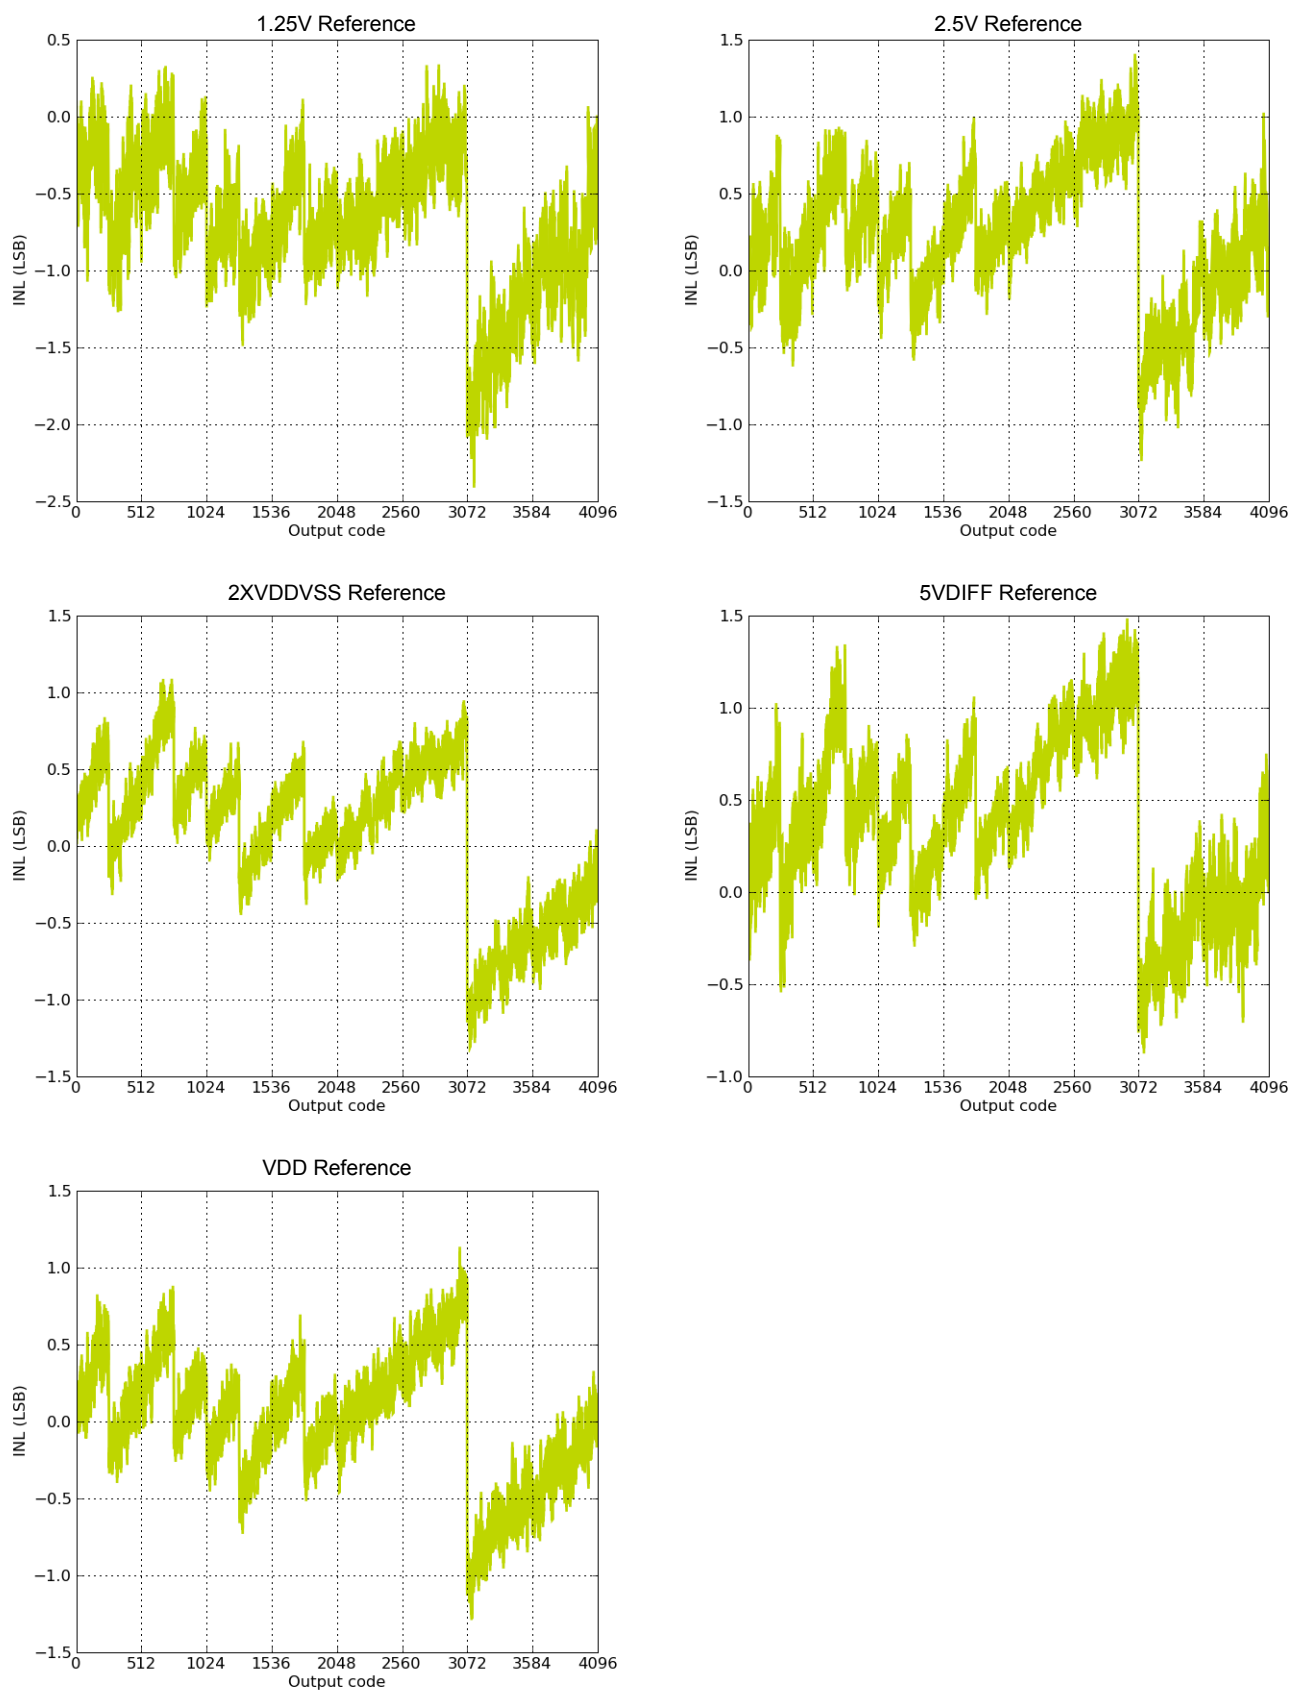 1.25V Reference
0.5
0.0
−0.5
−1.0
−1.5
−2.0
−2.5
INL (LSB)
0 512 1024 1536 2048 2560 3072 3584 4096
Output code
2.5V Reference
1.5
1.0
0.5
0.0
−0.5
−1.0
−1.5
INL (LSB)
0 512 1024 1536 2048 2560 3072 3584 4096
Output code
2XVDDVSS Reference
1.5
1.0
0.5
0.0
−0.5
−1.0
−1.5
INL (LSB)
0 512 1024 1536 2048 2560 3072 3584 4096
Output code
5VDIFF Reference
1.5
1.0
0.5
0.0
−0.5
−1.0
INL (LSB)
0 512 1024 1536 2048 2560 3072 3584 4096
Output code
VDD Reference
1.5
1.0
0.5
0.0
−0.5
−1.0
−1.5
INL (LSB)
0 512 1024 1536 2048 2560 3072 3584 4096
Output code